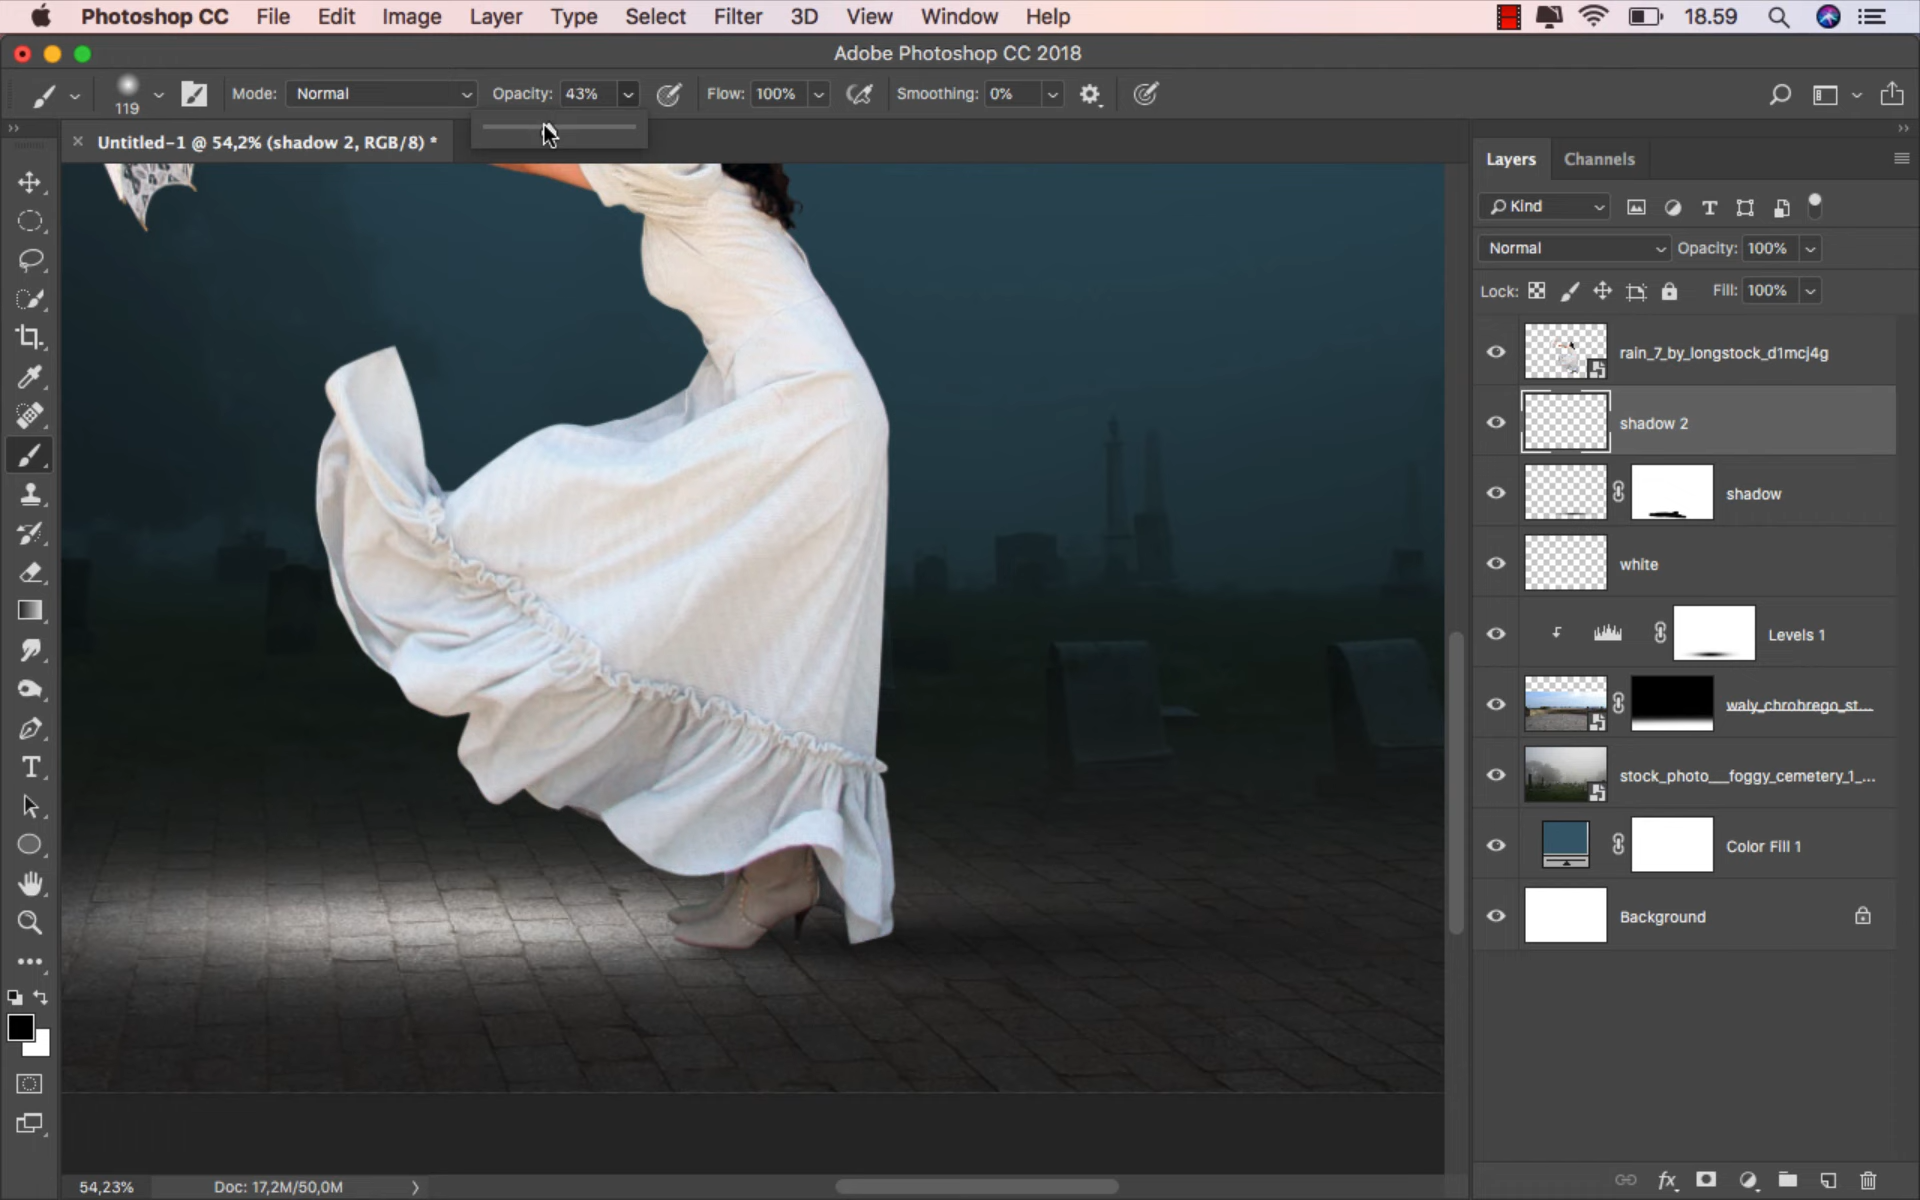 Photoshop CC File Edit Image Layer Type Select Filter 3D View Window Help 18.59
Adobe Photoshop CC 2018
119 Mode: Normal Opacity: 43% Flow: 100% Smoothing: 0%
Untitled-1 @ 54,2% (shadow 2, RGB/8) *
Layers Channels
Kind
Normal Opacity: 100%
Lock: Fill: 100%
rain_7_by_longstock_d1mcj4g
shadow 2
shadow
white
Levels 1
waly_chrobrego_st...
stock_photo__foggy_cemetery_1_...
Color Fill 1
Background
54,23% Doc: 17,2M/50,0M